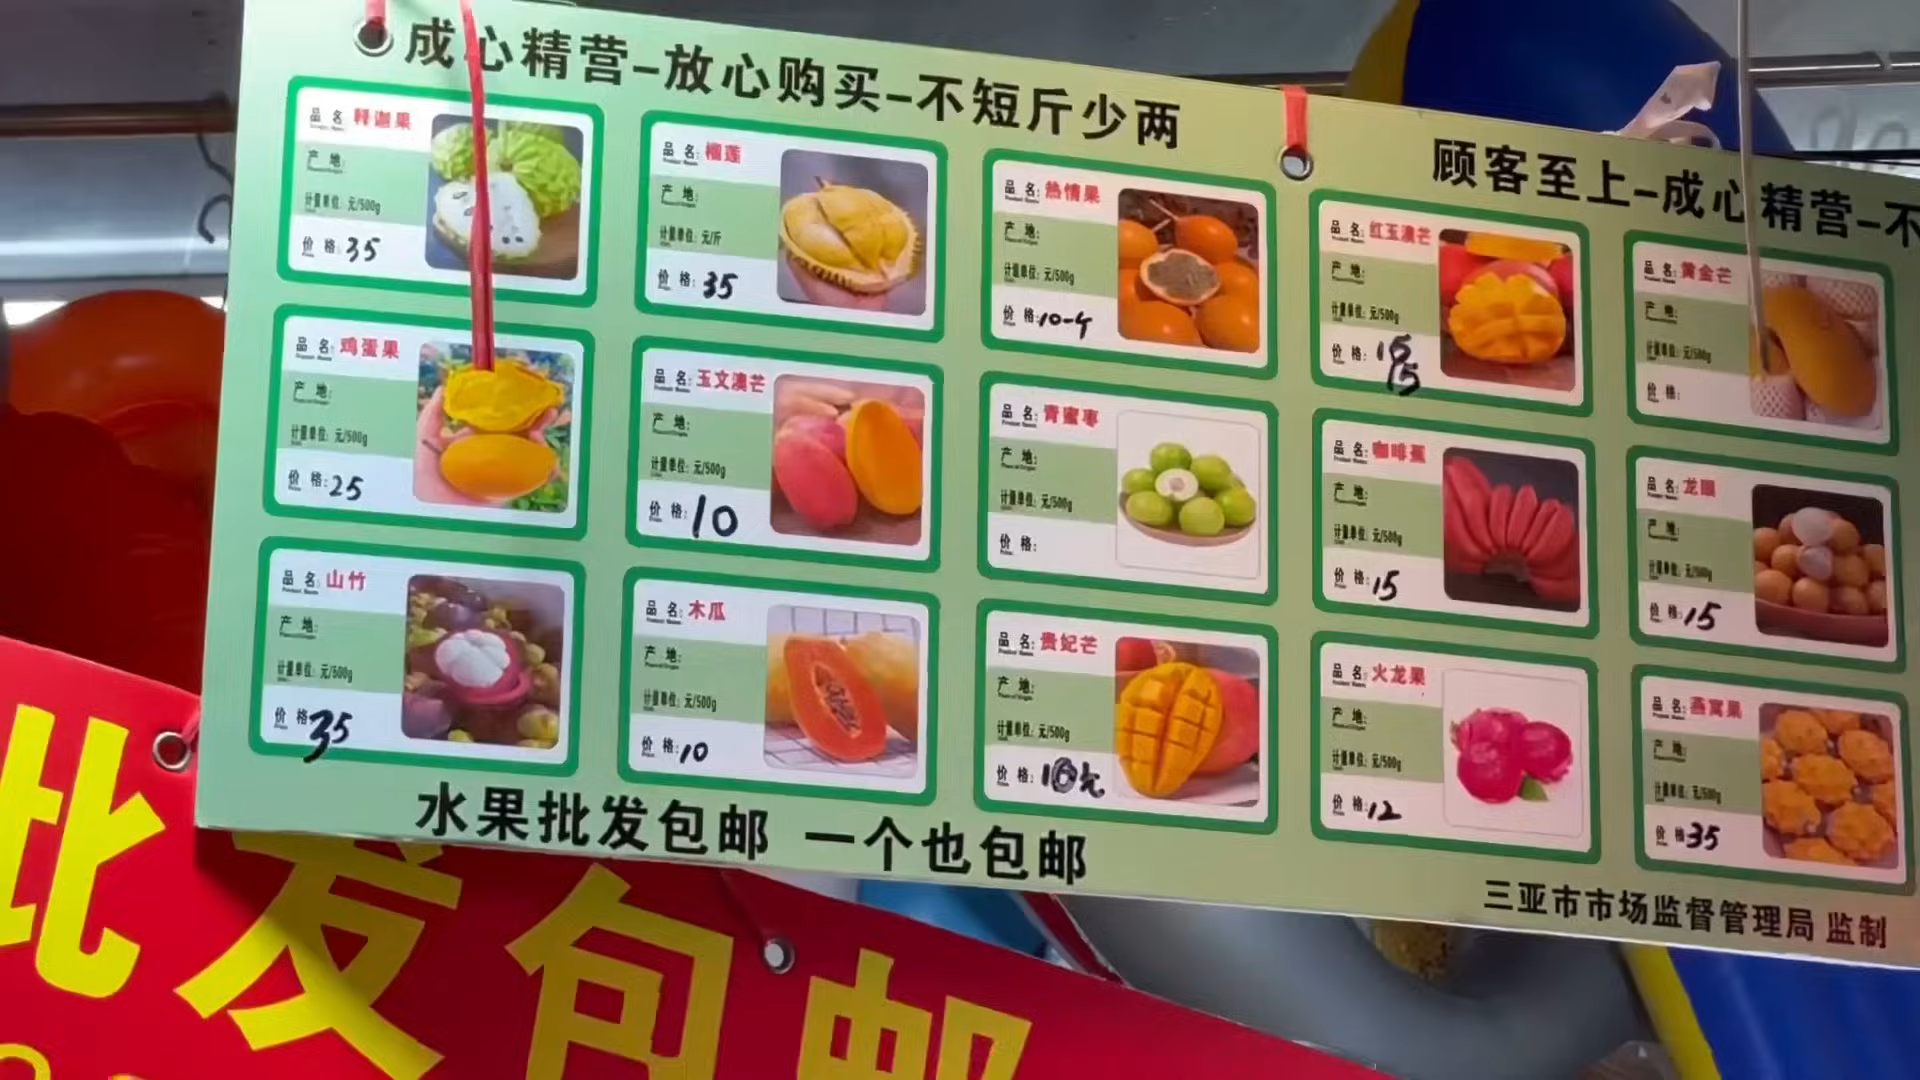 成心精营-放心购买-不短斤少两
顾客至上-成心精营-不
品 名: 释迦果
产 地:
计量单位: 元/500g
价 格: 35
品 名: 榴莲
产 地:
计量单位: 元/斤
价 格: 35
品 名: 热情果
产 地:
计量单位: 元/500g
价 格: 10-4
品 名: 红玉澳芒
产 地:
计量单位: 元/500g
价 格: 15
15
品 名: 黄金芒
产 地:
计量单位: 元/500g
价 格:
品 名: 鸡蛋果
产 地:
计量单位: 元/500g
价 格: 25
品 名: 玉文澳芒
产 地:
计量单位: 元/500g
价 格: 10
品 名: 青蜜枣
产 地:
计量单位: 元/500g
价 格:
品 名: 咖啡蕉
产 地:
计量单位: 元/500g
价 格: 15
品 名: 龙眼
产 地:
计量单位: 元/500g
价 格: 15
品 名: 山竹
产 地:
计量单位: 元/500g
价 格 35
品 名: 木瓜
产 地:
计量单位: 元/500g
价 格: 10
品 名: 贵妃芒
产 地:
计量单位: 元/500g
价 格: 10元
品 名: 火龙果
产 地:
计量单位: 元/500g
价 格: 12
品 名: 燕窝果
产 地:
计量单位: 元/500g
价 格 35
水果批发包邮 一个也包邮
三亚市市场监督管理局 监制
批发包邮